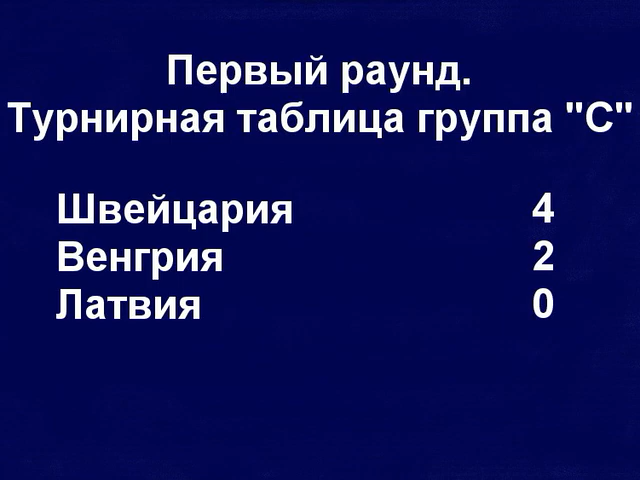 Первый раунд.
Турнирная таблица группа "С"
Швейцария 4
Венгрия 2
Латвия 0